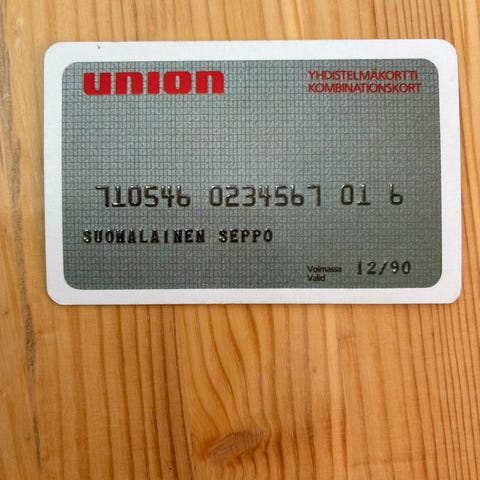 union
YHDISTELMÄKORTTI
KOMBINATIONSKORT
710546 0234567 01 6
SUOMALAINEN SEPPO
Voimassa
Valid 12/90